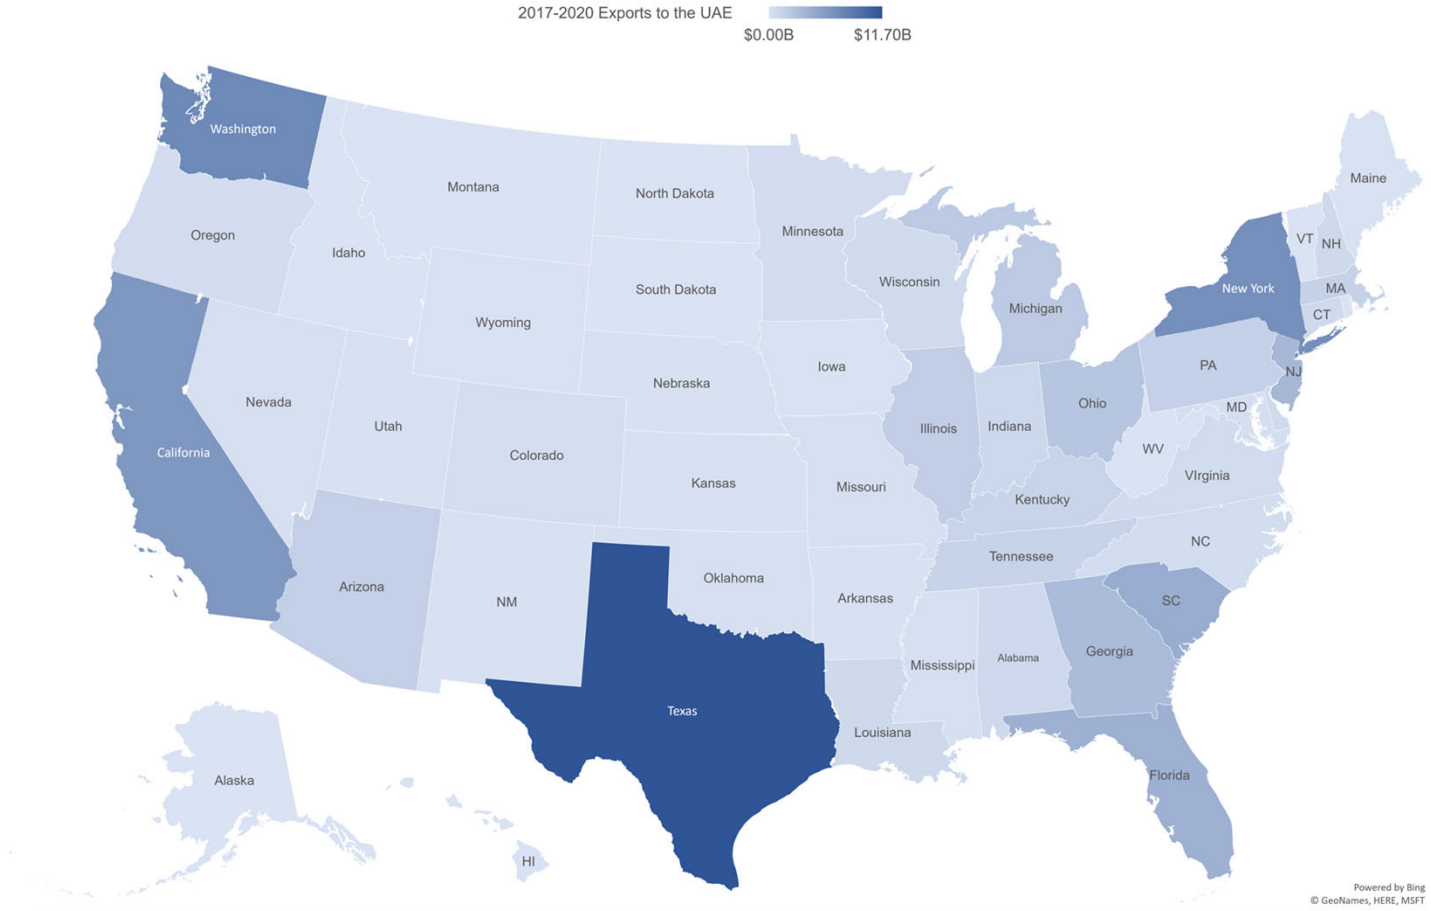 2017-2020 Exports to the UAE
$0.00B $11.70B
Washington
Montana
North Dakota
Maine
Minnesota
Oregon
VT NH
Idaho
Wisconsin
South Dakota
New York
MA
Michigan
CT
Wyoming
Iowa
PA
NJ
Nebraska
Nevada
Ohio
MD
Utah
Illinois
Indiana
WV
California
Colorado
VIrginia
Kansas
Missouri
Kentucky
NC
Tennessee
Oklahoma
Arizona
Arkansas
SC
NM
Georgia
Alabama
Mississippi
Texas
Louisiana
Florida
Alaska
HI
Powered by Bing
© GeoNames, HERE, MSFT